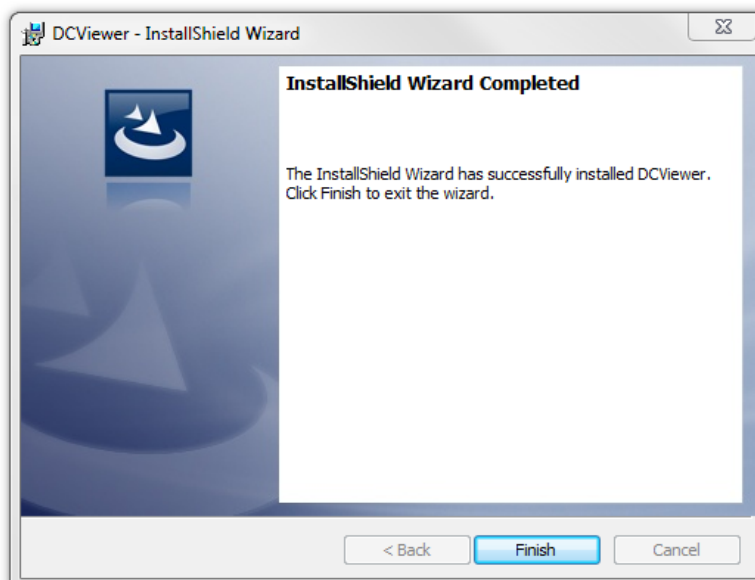 DCViewer - InstallShield Wizard
InstallShield Wizard Completed
The InstallShield Wizard has successfully installed DCViewer.
Click Finish to exit the wizard.
< Back
Finish
Cancel